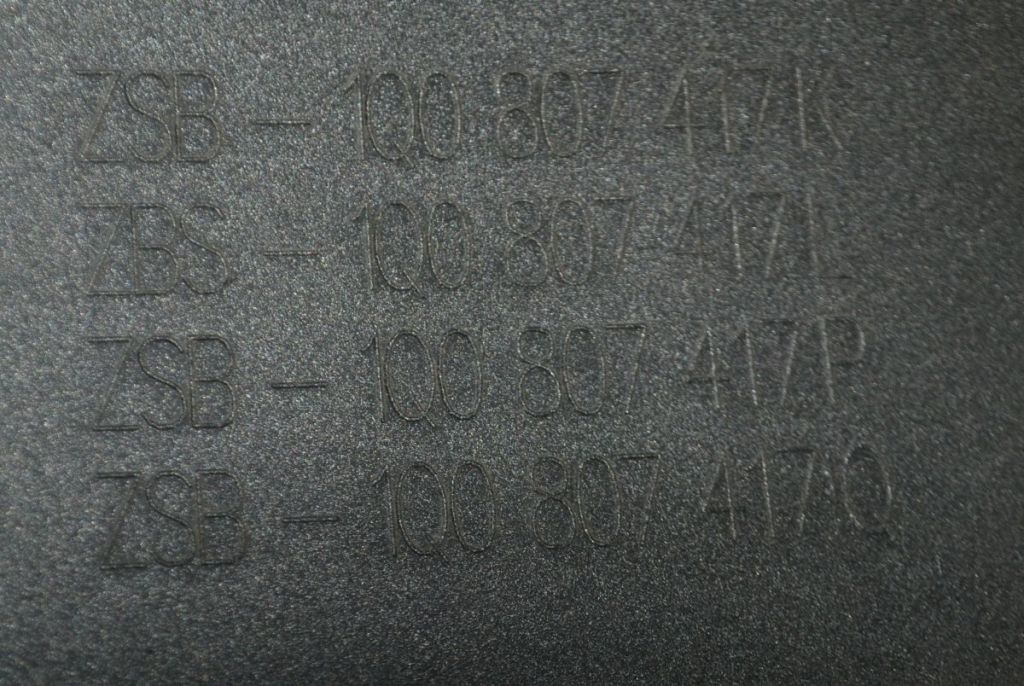 ZSB - 1Q0 807 417K
ZBS - 1Q0 807 417L
ZSB - 1Q0 807 417P
ZSB - 1Q0 807 417Q